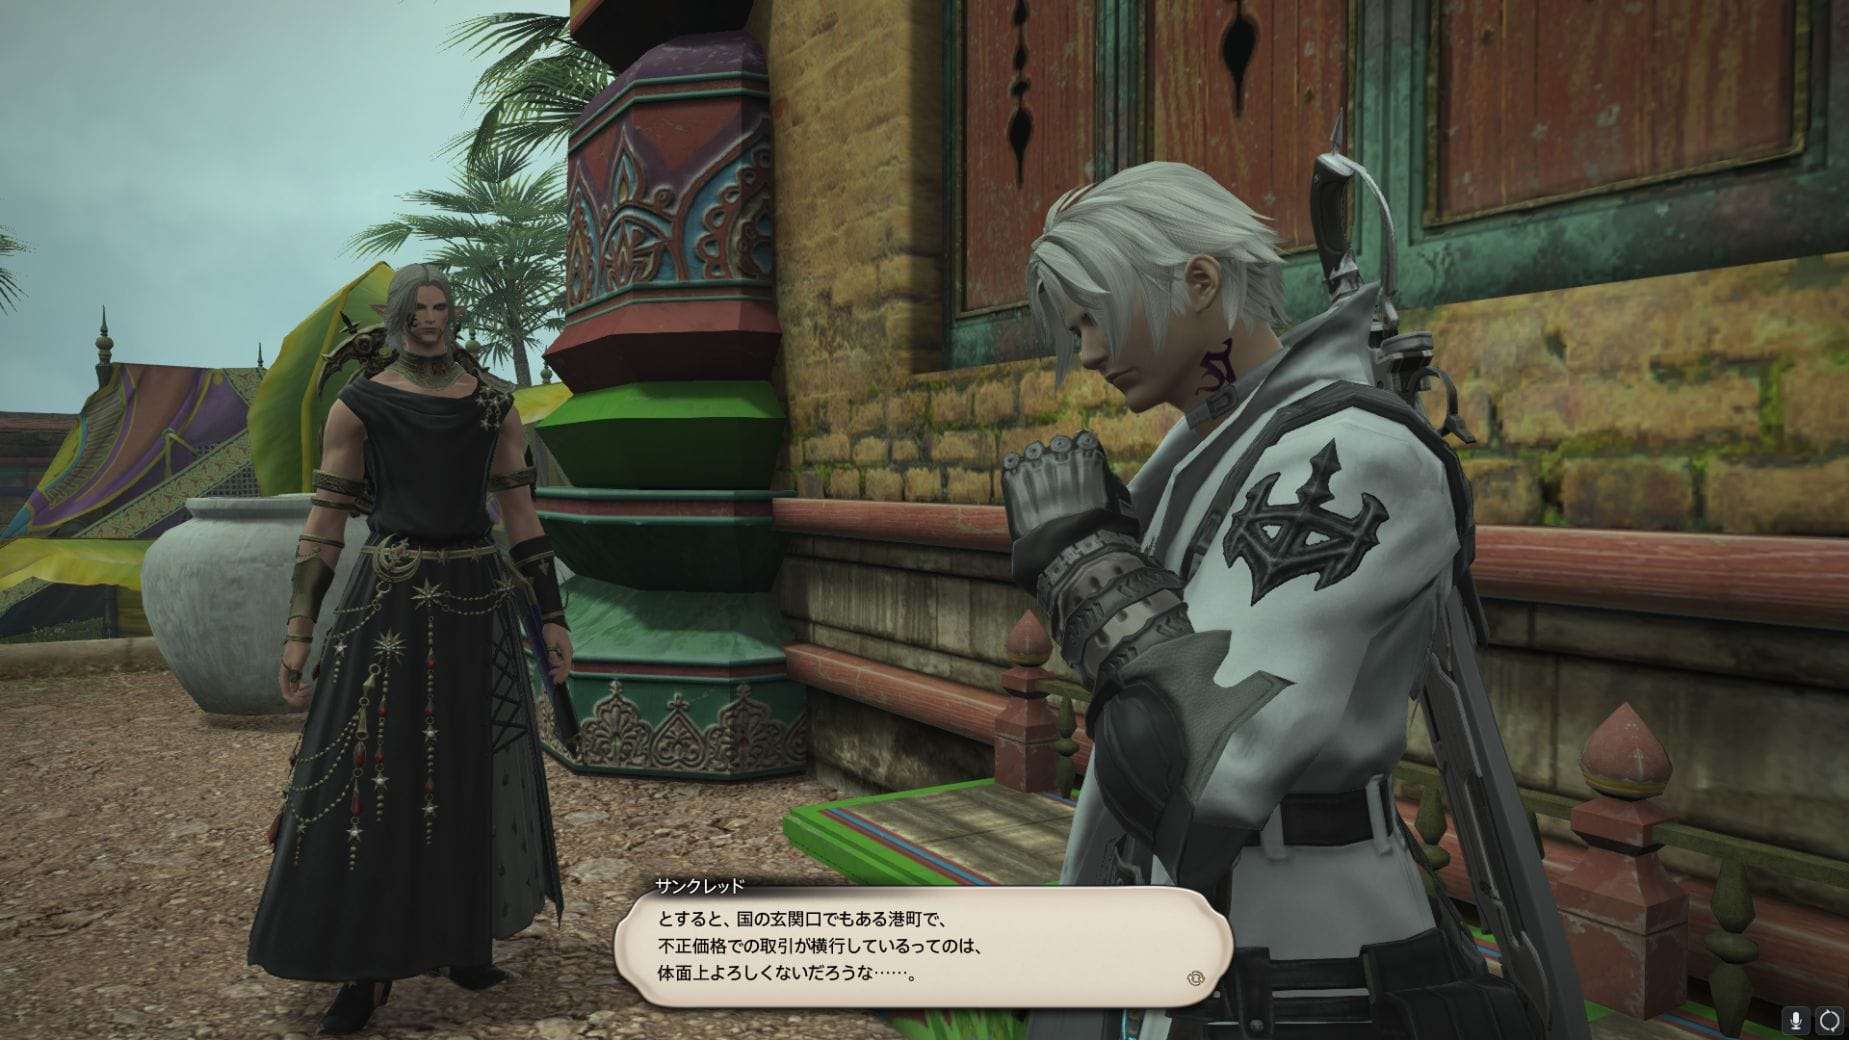 サンクレッド
とすると、国の玄関口でもある港町で、
不正価格での取引が横行しているってのは、
体面上よろしくないだろうな……。